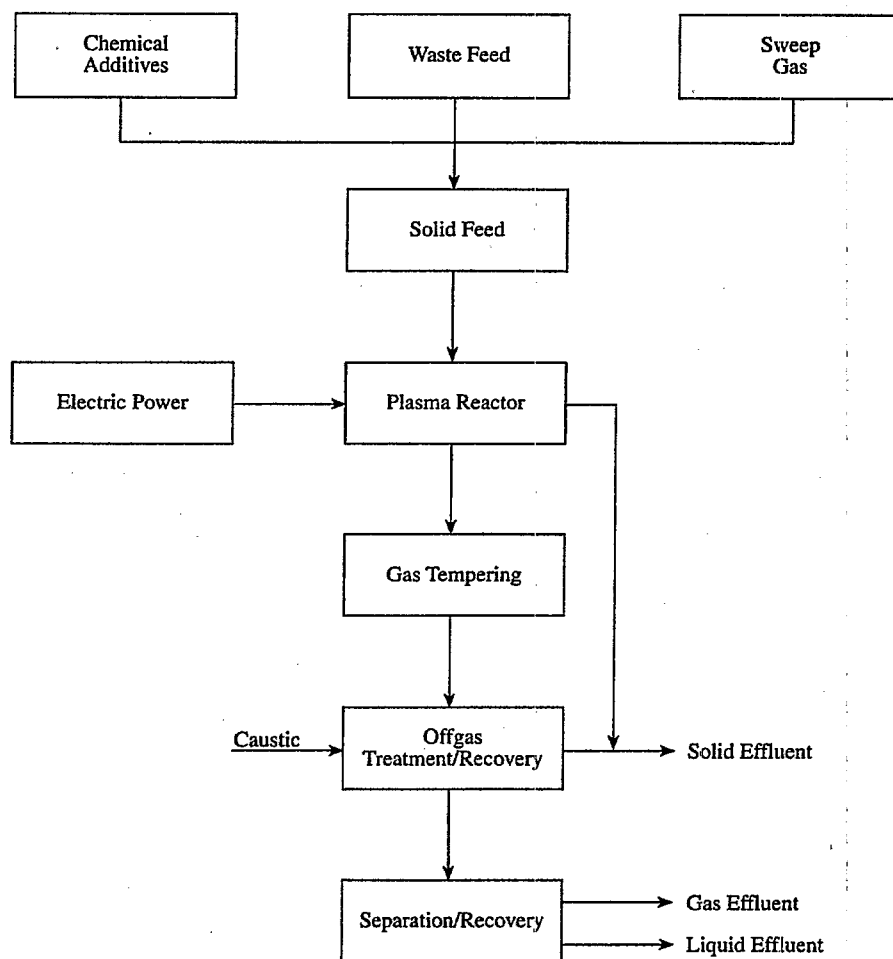 Chemical
Additives
Waste Feed
Sweep
Gas
Solid Feed
Electric Power
Plasma Reactor
Gas Tempering
Caustic
Offgas
Treatment/Recovery
Solid Effluent
Separation/Recovery
Gas Effluent
Liquid Effluent